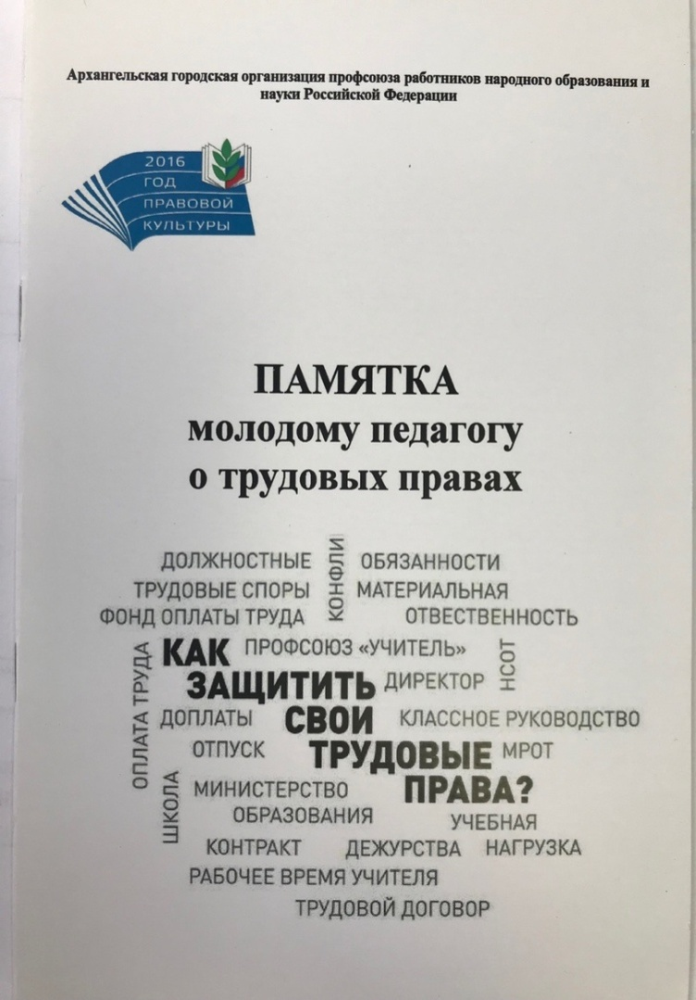 Архангельская городская организация профсоюза работников народного образования и
науки Российской Федерации
2016
ГОД
ПРАВОВОЙ
КУЛЬТУРЫ
ПАМЯТКА
молодому педагогу
о трудовых правах
ДОЛЖНОСТНЫЕ КОНФЛИ ОБЯЗАННОСТИ
ТРУДОВЫЕ СПОРЫ МАТЕРИАЛЬНАЯ
ФОНД ОПЛАТЫ ТРУДА ОТВЕСТВЕННОСТЬ
КАК ПРОФСОЮЗ «УЧИТЕЛЬ» НСОТ
ОПЛАТА ТРУДА ЗАЩИТИТЬ ДИРЕКТОР
ДОПЛАТЫ СВОИ КЛАССНОЕ РУКОВОДСТВО
ОТПУСК ТРУДОВЫЕ МРОТ
ШКОЛА МИНИСТЕРСТВО ПРАВА?
ОБРАЗОВАНИЯ УЧЕБНАЯ
КОНТРАКТ ДЕЖУРСТВА НАГРУЗКА
РАБОЧЕЕ ВРЕМЯ УЧИТЕЛЯ
ТРУДОВОЙ ДОГОВОР